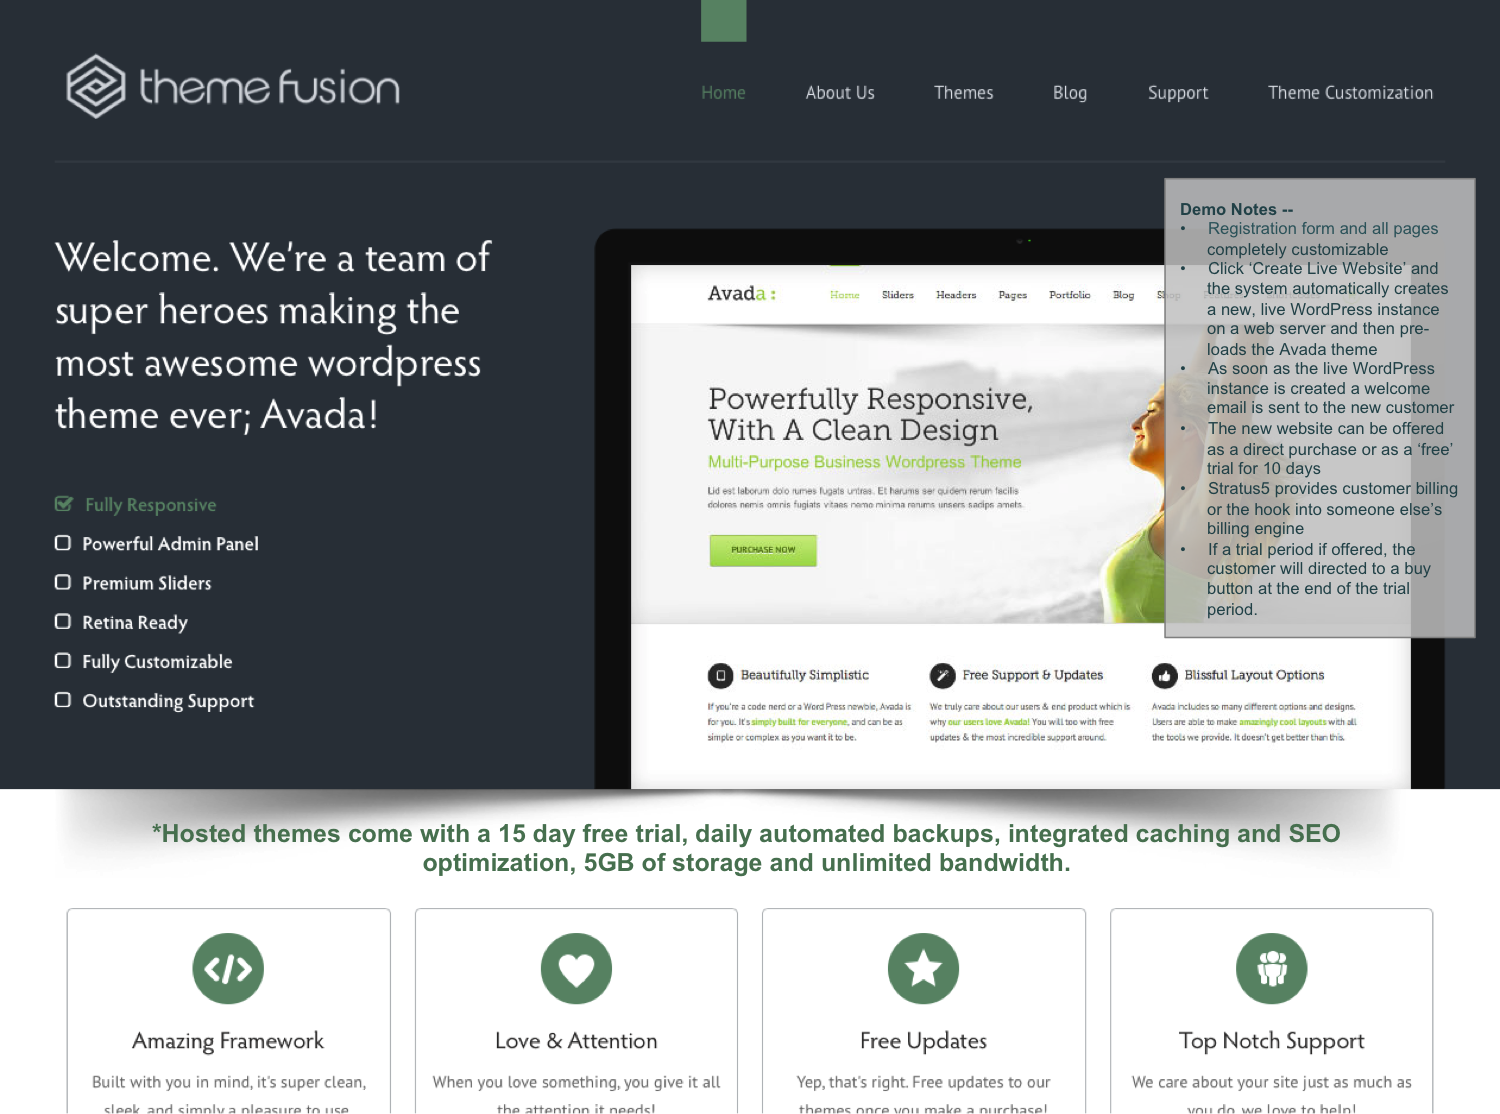 theme fusion
Home About Us Themes Blog Support Theme Customization
Welcome. We're a team of
super heroes making the
most awesome wordpress
theme ever; Avada!
Fully Responsive
Powerful Admin Panel
Premium Sliders
Retina Ready
Fully Customizable
Outstanding Support
Avada :
Home Sliders Headers Pages Portfolio Blog Shop
Powerfully Responsive,
With A Clean Design
Multi-Purpose Business Wordpress Theme
Lid est laborum dolo rumes fugats untras. Et harums ser quidem rerum facilis
dolores nemis omnis fugiats vitaes nemo minima rerums unsers sadips amets.
PURCHASE NOW
Beautifully Simplistic
If you're a code nerd or a Word Press newbie, Avada is
for you. It's simply built for everyone, and can be as
simple or complex as you want it to be.
Free Support & Updates
We truly care about our users & end product which is
why our users love Avada! You will too with free
updates & the most incredible support around.
Blissful Layout Options
Avada includes so many different options and designs.
Users are able to make amazingly cool layouts with all
the tools we provide. It doesn't get better than this.
Demo Notes --
• Registration form and all pages
completely customizable
• Click ‘Create Live Website’ and
the system automatically creates
a new, live WordPress instance
on a web server and then pre-
loads the Avada theme
• As soon as the live WordPress
instance is created a welcome
email is sent to the new customer
• The new website can be offered
as a direct purchase or as a ‘free’
trial for 10 days
• Stratus5 provides customer billing
or the hook into someone else’s
billing engine
• If a trial period if offered, the
customer will directed to a buy
button at the end of the trial
period.
*Hosted themes come with a 15 day free trial, daily automated backups, integrated caching and SEO
optimization, 5GB of storage and unlimited bandwidth.
Amazing Framework
Built with you in mind, it's super clean,
sleek, and simply a pleasure to use
Love & Attention
When you love something, you give it all
the attention it needs!
Free Updates
Yep, that's right. Free updates to our
themes once you make a purchase!
Top Notch Support
We care about your site just as much as
you do, we love to help!